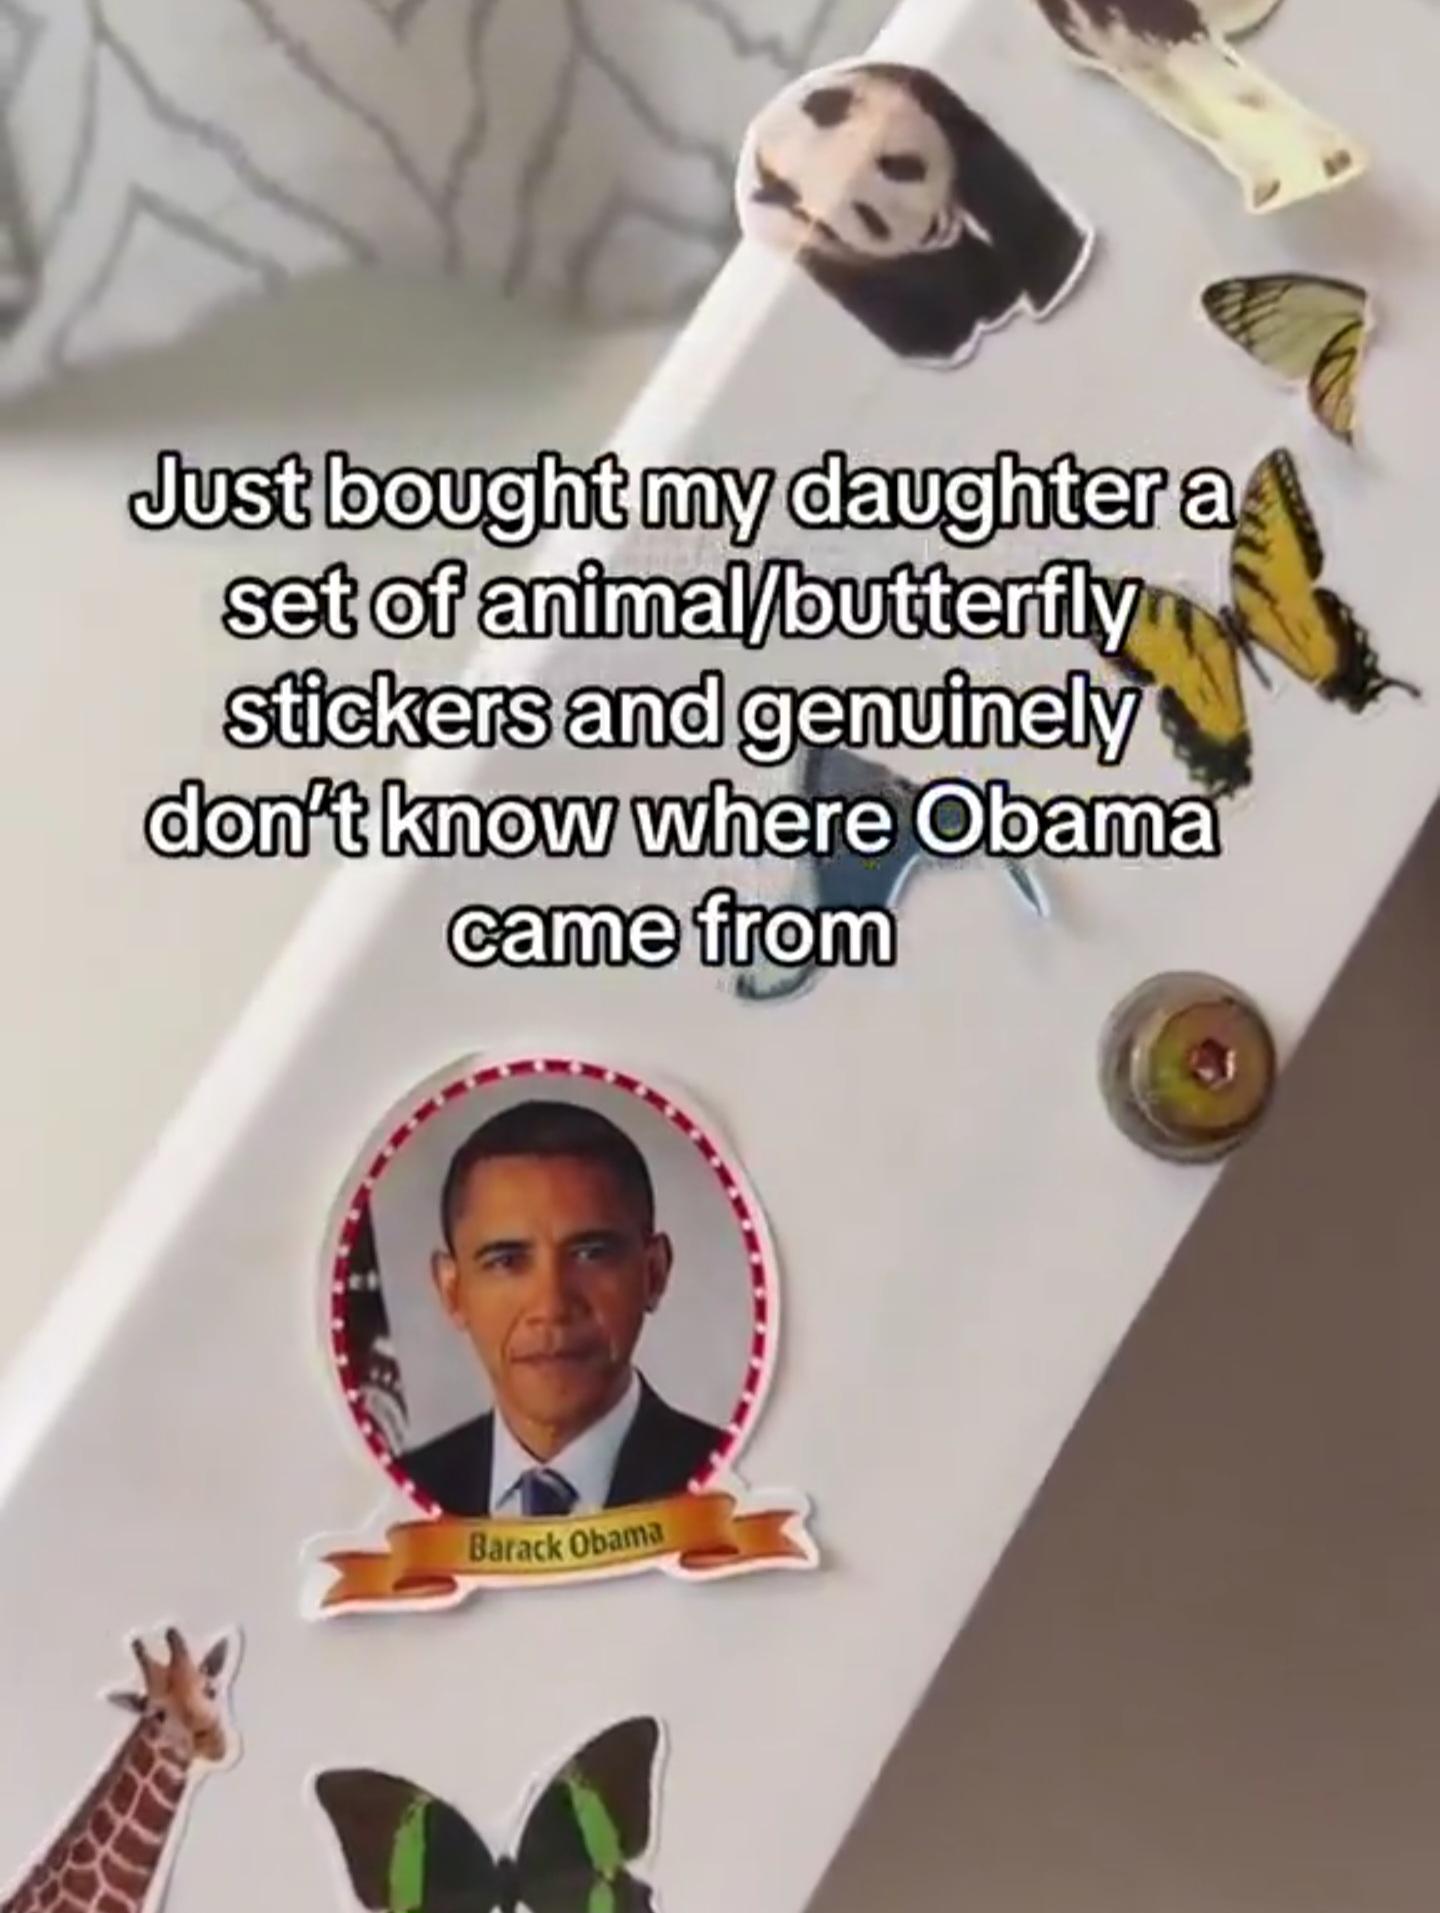 Just bought my daughter a
set of animal/butterfly
stickers and genuinely
don't know where Obama
came from
Barack Obama